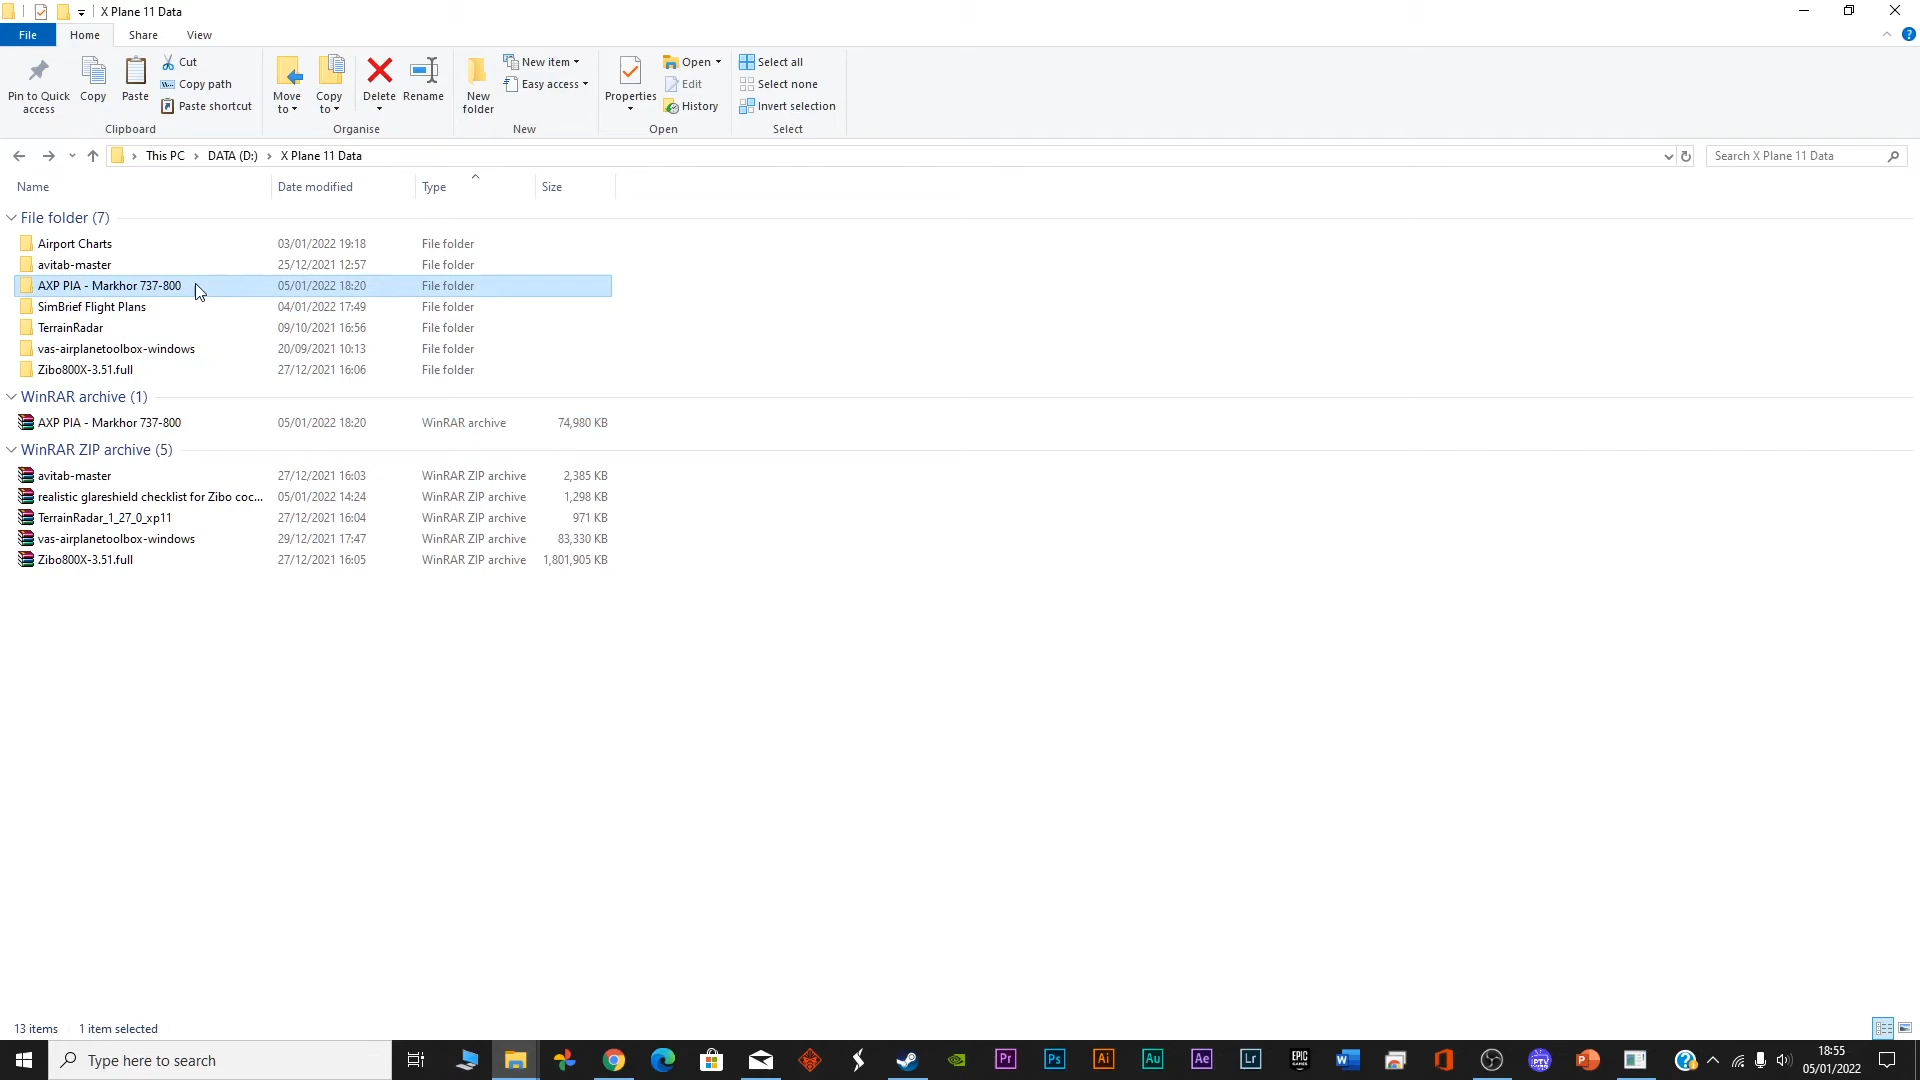 X Plane 11 Data
File Home Share View
Pin to Quick access
Copy
Paste
Cut
Copy path
Paste shortcut
Clipboard
Move to
Copy to
Delete
Rename
Organise
New folder
New item
Easy access
New
Properties
Open
Edit
History
Open
Select all
Select none
Invert selection
Select
This PC DATA (D:) X Plane 11 Data
Search X Plane 11 Data
Name Date modified Type Size
File folder (7)
Airport Charts 03/01/2022 19:18 File folder
avitab-master 25/12/2021 12:57 File folder
AXP PIA - Markhor 737-800 05/01/2022 18:20 File folder
SimBrief Flight Plans 04/01/2022 17:49 File folder
TerrainRadar 09/10/2021 16:56 File folder
vas-airplanetoolbox-windows 20/09/2021 10:13 File folder
Zibo800X-3.51.full 27/12/2021 16:06 File folder
WinRAR archive (1)
AXP PIA - Markhor 737-800 05/01/2022 18:20 WinRAR archive 74,980 KB
WinRAR ZIP archive (5)
avitab-master 27/12/2021 16:03 WinRAR ZIP archive 2,385 KB
realistic glareshield checklist for Zibo coc... 05/01/2022 14:24 WinRAR ZIP archive 1,298 KB
TerrainRadar_1_27_0_xp11 27/12/2021 16:04 WinRAR ZIP archive 971 KB
vas-airplanetoolbox-windows 29/12/2021 17:47 WinRAR ZIP archive 83,330 KB
Zibo800X-3.51.full 27/12/2021 16:05 WinRAR ZIP archive 1,801,905 KB
13 items 1 item selected
Type here to search
Pr Ps Ai Au Ae Lr EPIC GAMES W IPTV P
18:55
05/01/2022